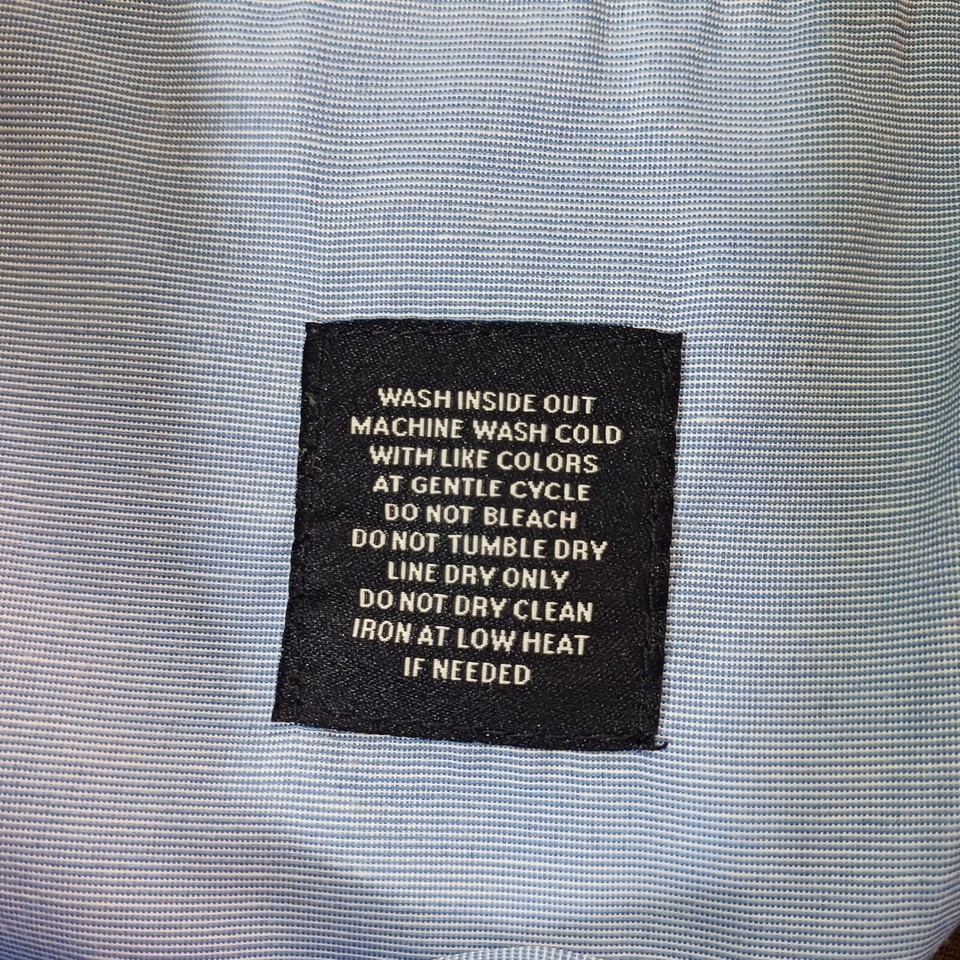 WASH INSIDE OUT
MACHINE WASH COLD
WITH LIKE COLORS
AT GENTLE CYCLE
DO NOT BLEACH
DO NOT TUMBLE DRY
LINE DRY ONLY
DO NOT DRY CLEAN
IRON AT LOW HEAT
IF NEEDED